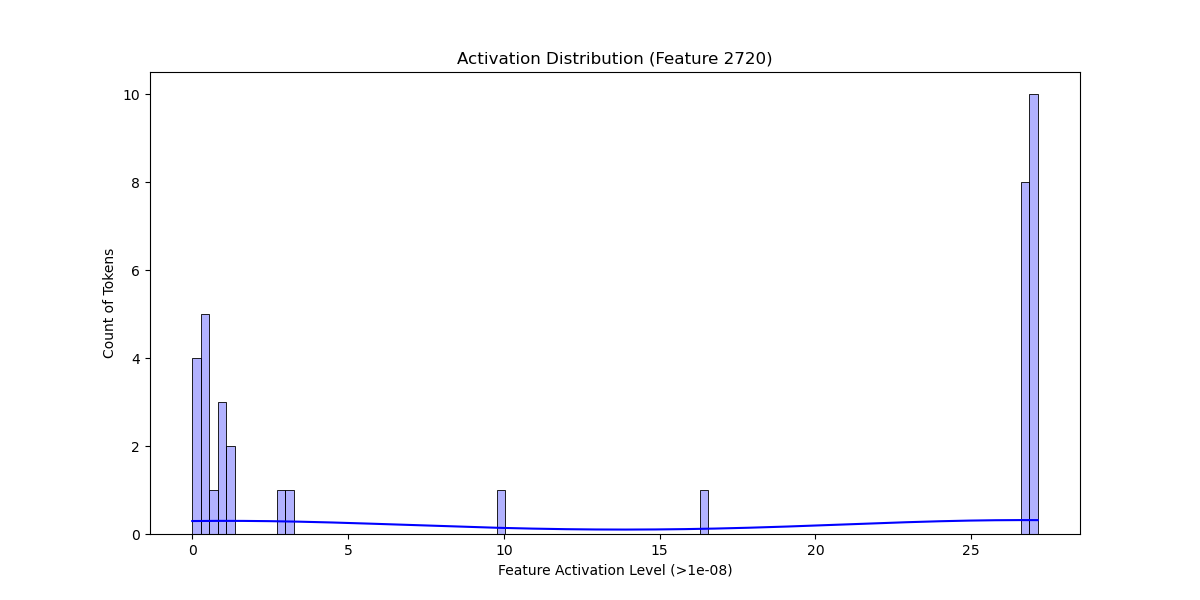 Activation Distribution (Feature 2720)
10
8
6
4
2
0
Count of Tokens
0 5 10 15 20 25
Feature Activation Level (>1e-08)